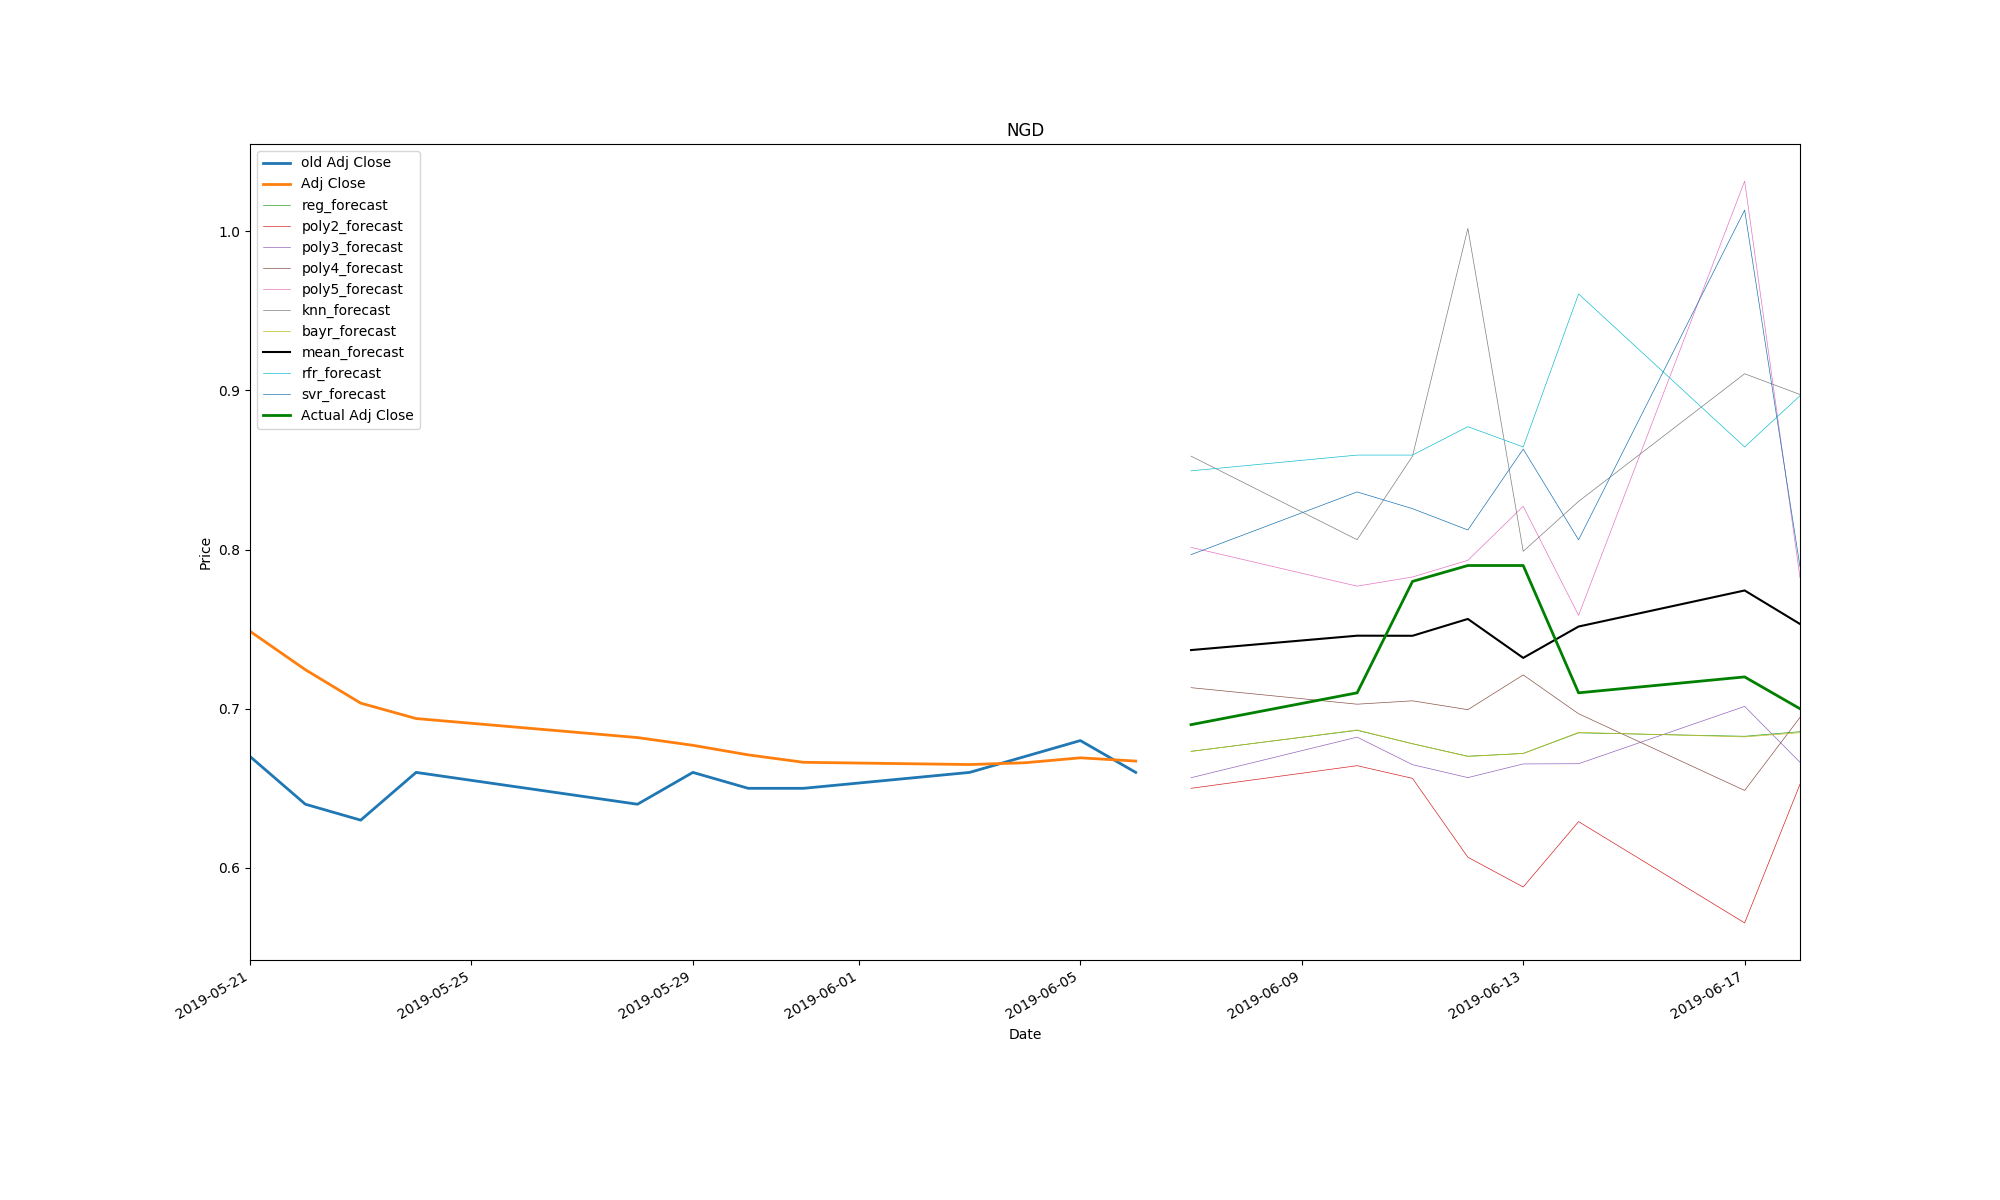 NGD
old Adj Close
Adj Close
reg_forecast
poly2_forecast
poly3_forecast
poly4_forecast
poly5_forecast
knn_forecast
bayr_forecast
mean_forecast
rfr_forecast
svr_forecast
Actual Adj Close
1.0
0.9
0.8
0.7
0.6
Price
2019-05-21
2019-05-25
2019-05-29
2019-06-01
2019-06-05
2019-06-09
2019-06-13
2019-06-17
Date